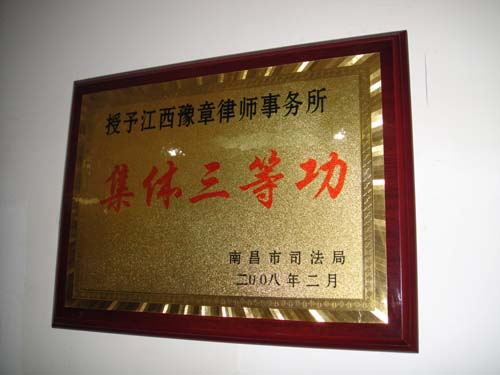 授予江西豫章律师事务所
集体三等功
南昌市司法局
二00八年二月